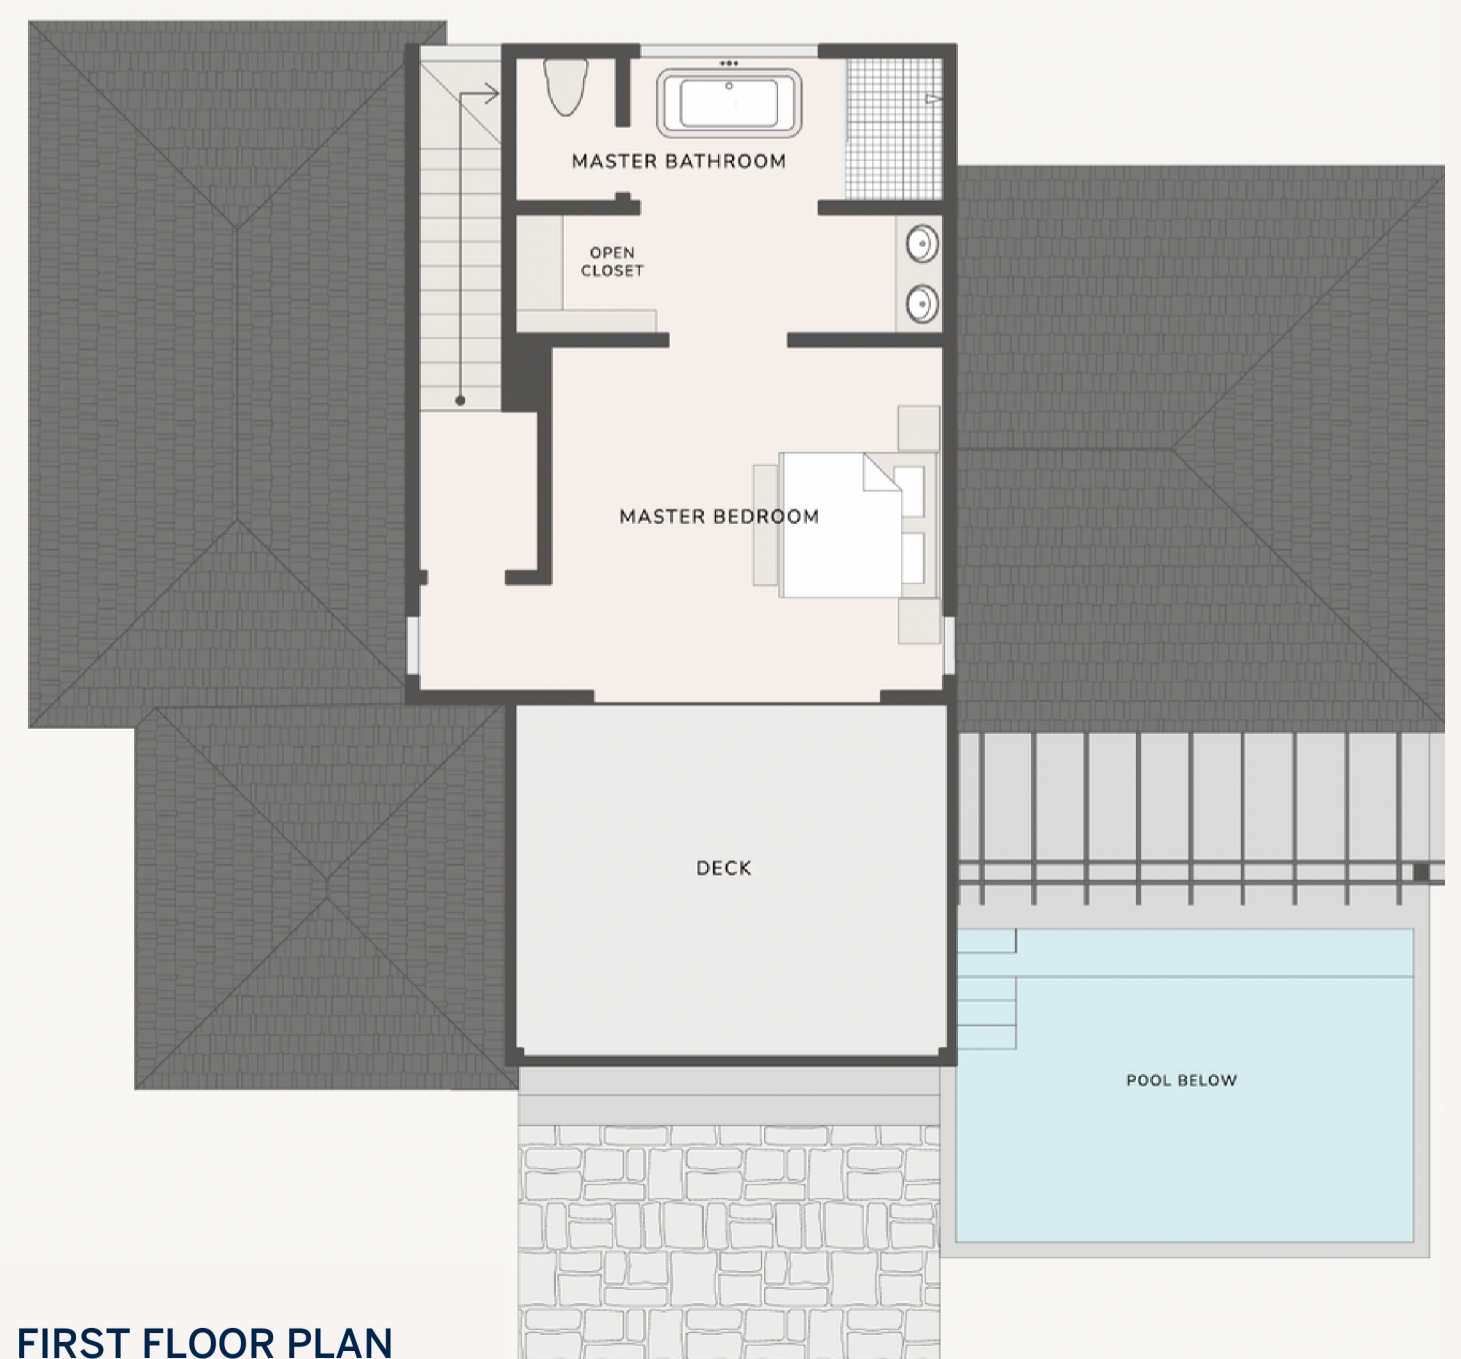 MASTER BATHROOM
OPEN
CLOSET
MASTER BEDROOM
DECK
POOL BELOW
FIRST FLOOR PLAN